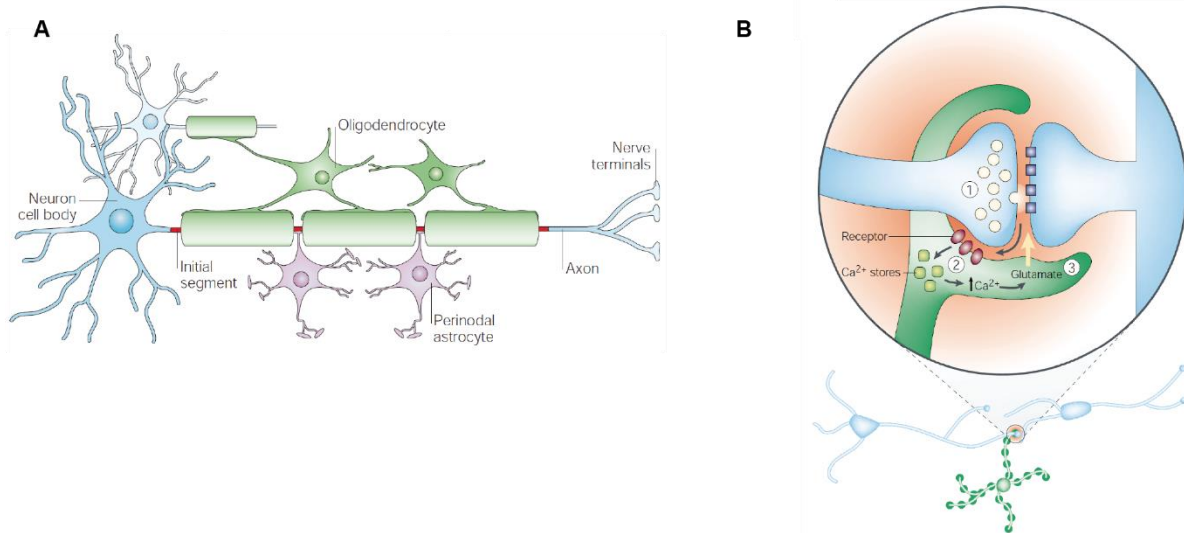 A
Oligodendrocyte
Nerve
terminals
Neuron
cell body
Initial
segment
Axon
Perinodal
astrocyte
B
1
Receptor
2
Ca²⁺ stores
↑Ca²⁺
Glutamate
3